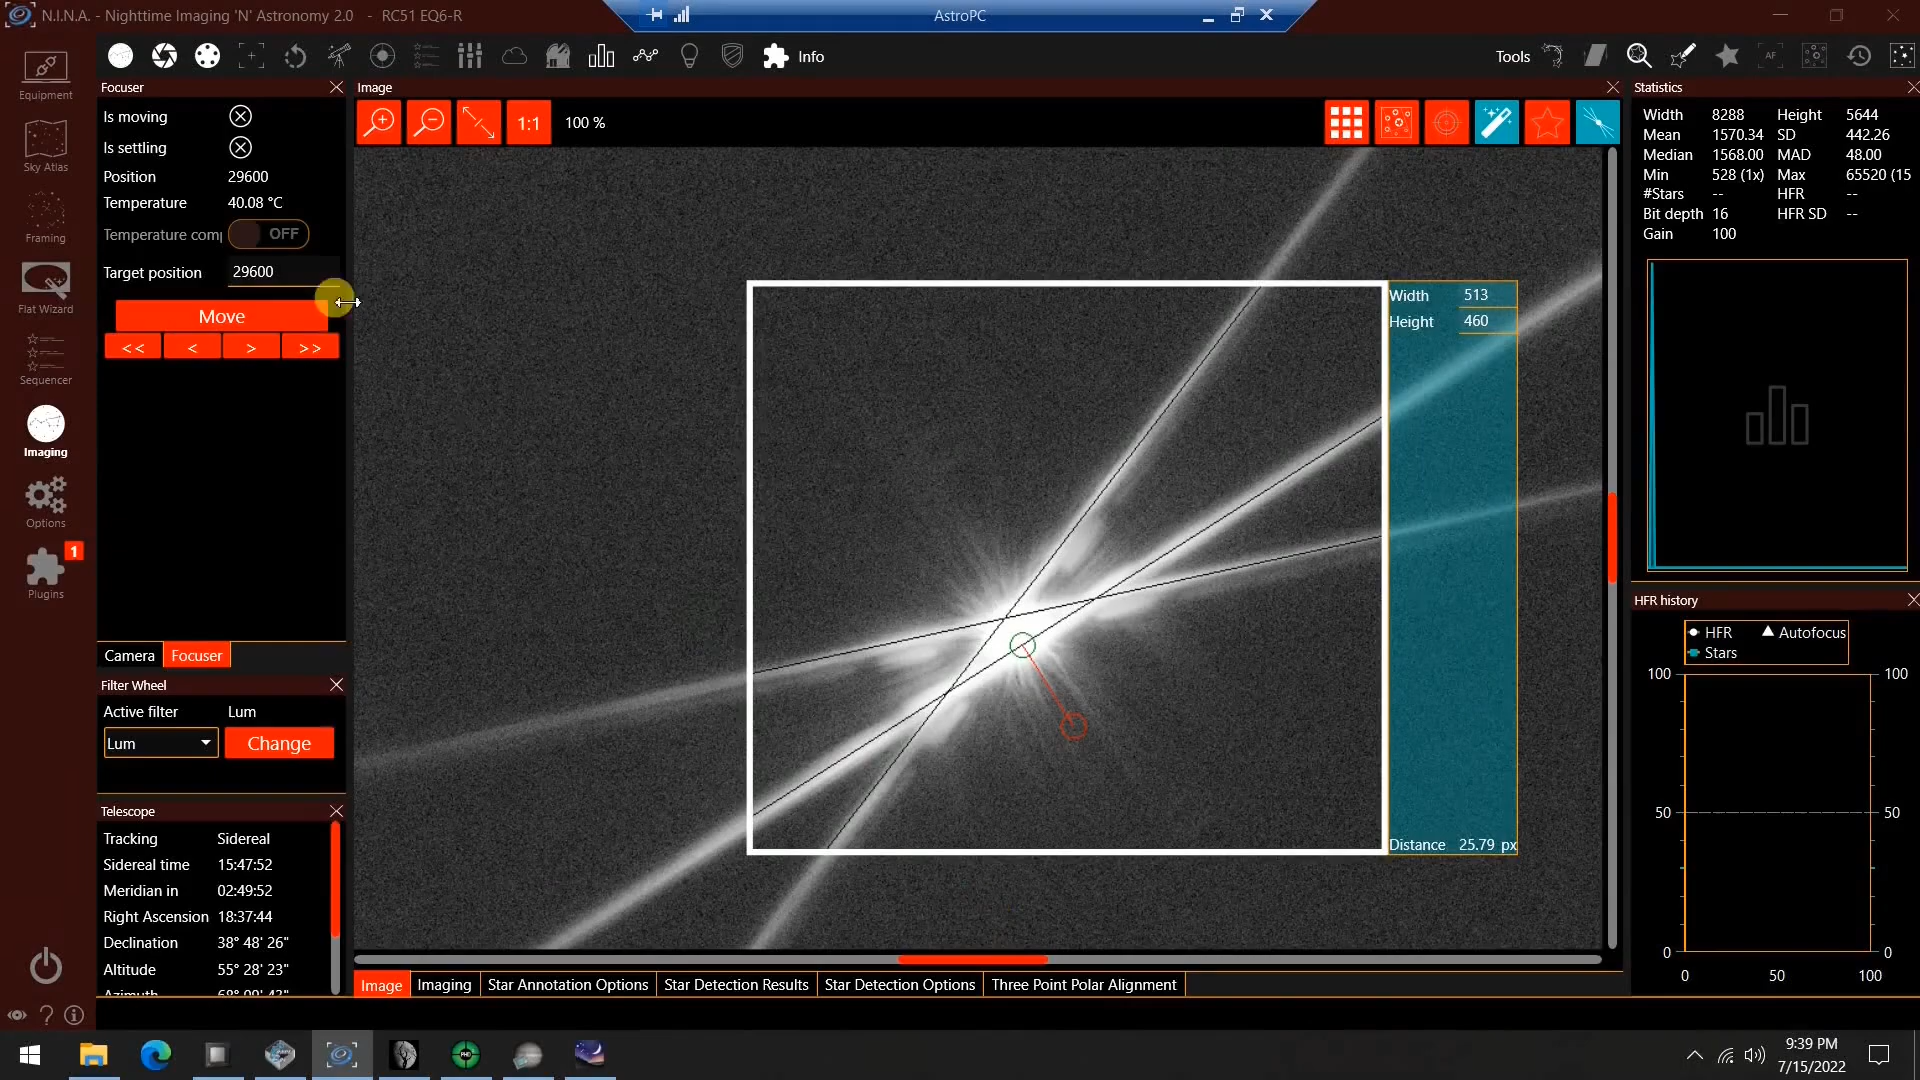 N.I.N.A. - Nighttime Imaging 'N' Astronomy 2.0 - RC51 EQ6-R
AstroPC
Info
Tools
Equipment
Sky Atlas
Framing
Flat Wizard
Sequencer
Imaging
Options
1
Plugins
Focuser
Is moving
Is settling
Position 29600
Temperature 40.08 °C
Temperature com OFF
Target position 29600
Move
<< < > >>
Camera Focuser
Filter Wheel
Active filter Lum
Lum Change
Telescope
Tracking Sidereal
Sidereal time 15:47:52
Meridian in 02:49:52
Right Ascension 18:37:44
Declination 38° 48' 26"
Altitude 55° 28' 23"
Image
1:1 100 %
Width 513
Height 460
Distance 25.79 px
Image Imaging Star Annotation Options Star Detection Results Star Detection Options Three Point Polar Alignment
Statistics
Width 8288 Height 5644
Mean 1570.34 SD 442.26
Median 1568.00 MAD 48.00
Min 528 (1x) Max 65520 (15
#Stars -- HFR --
Bit depth 16 HFR SD --
Gain 100
HFR history
HFR Autofocus
Stars
100 100
50 50
0 0
0 50 100
AF
PHD
9:39 PM
7/15/2022